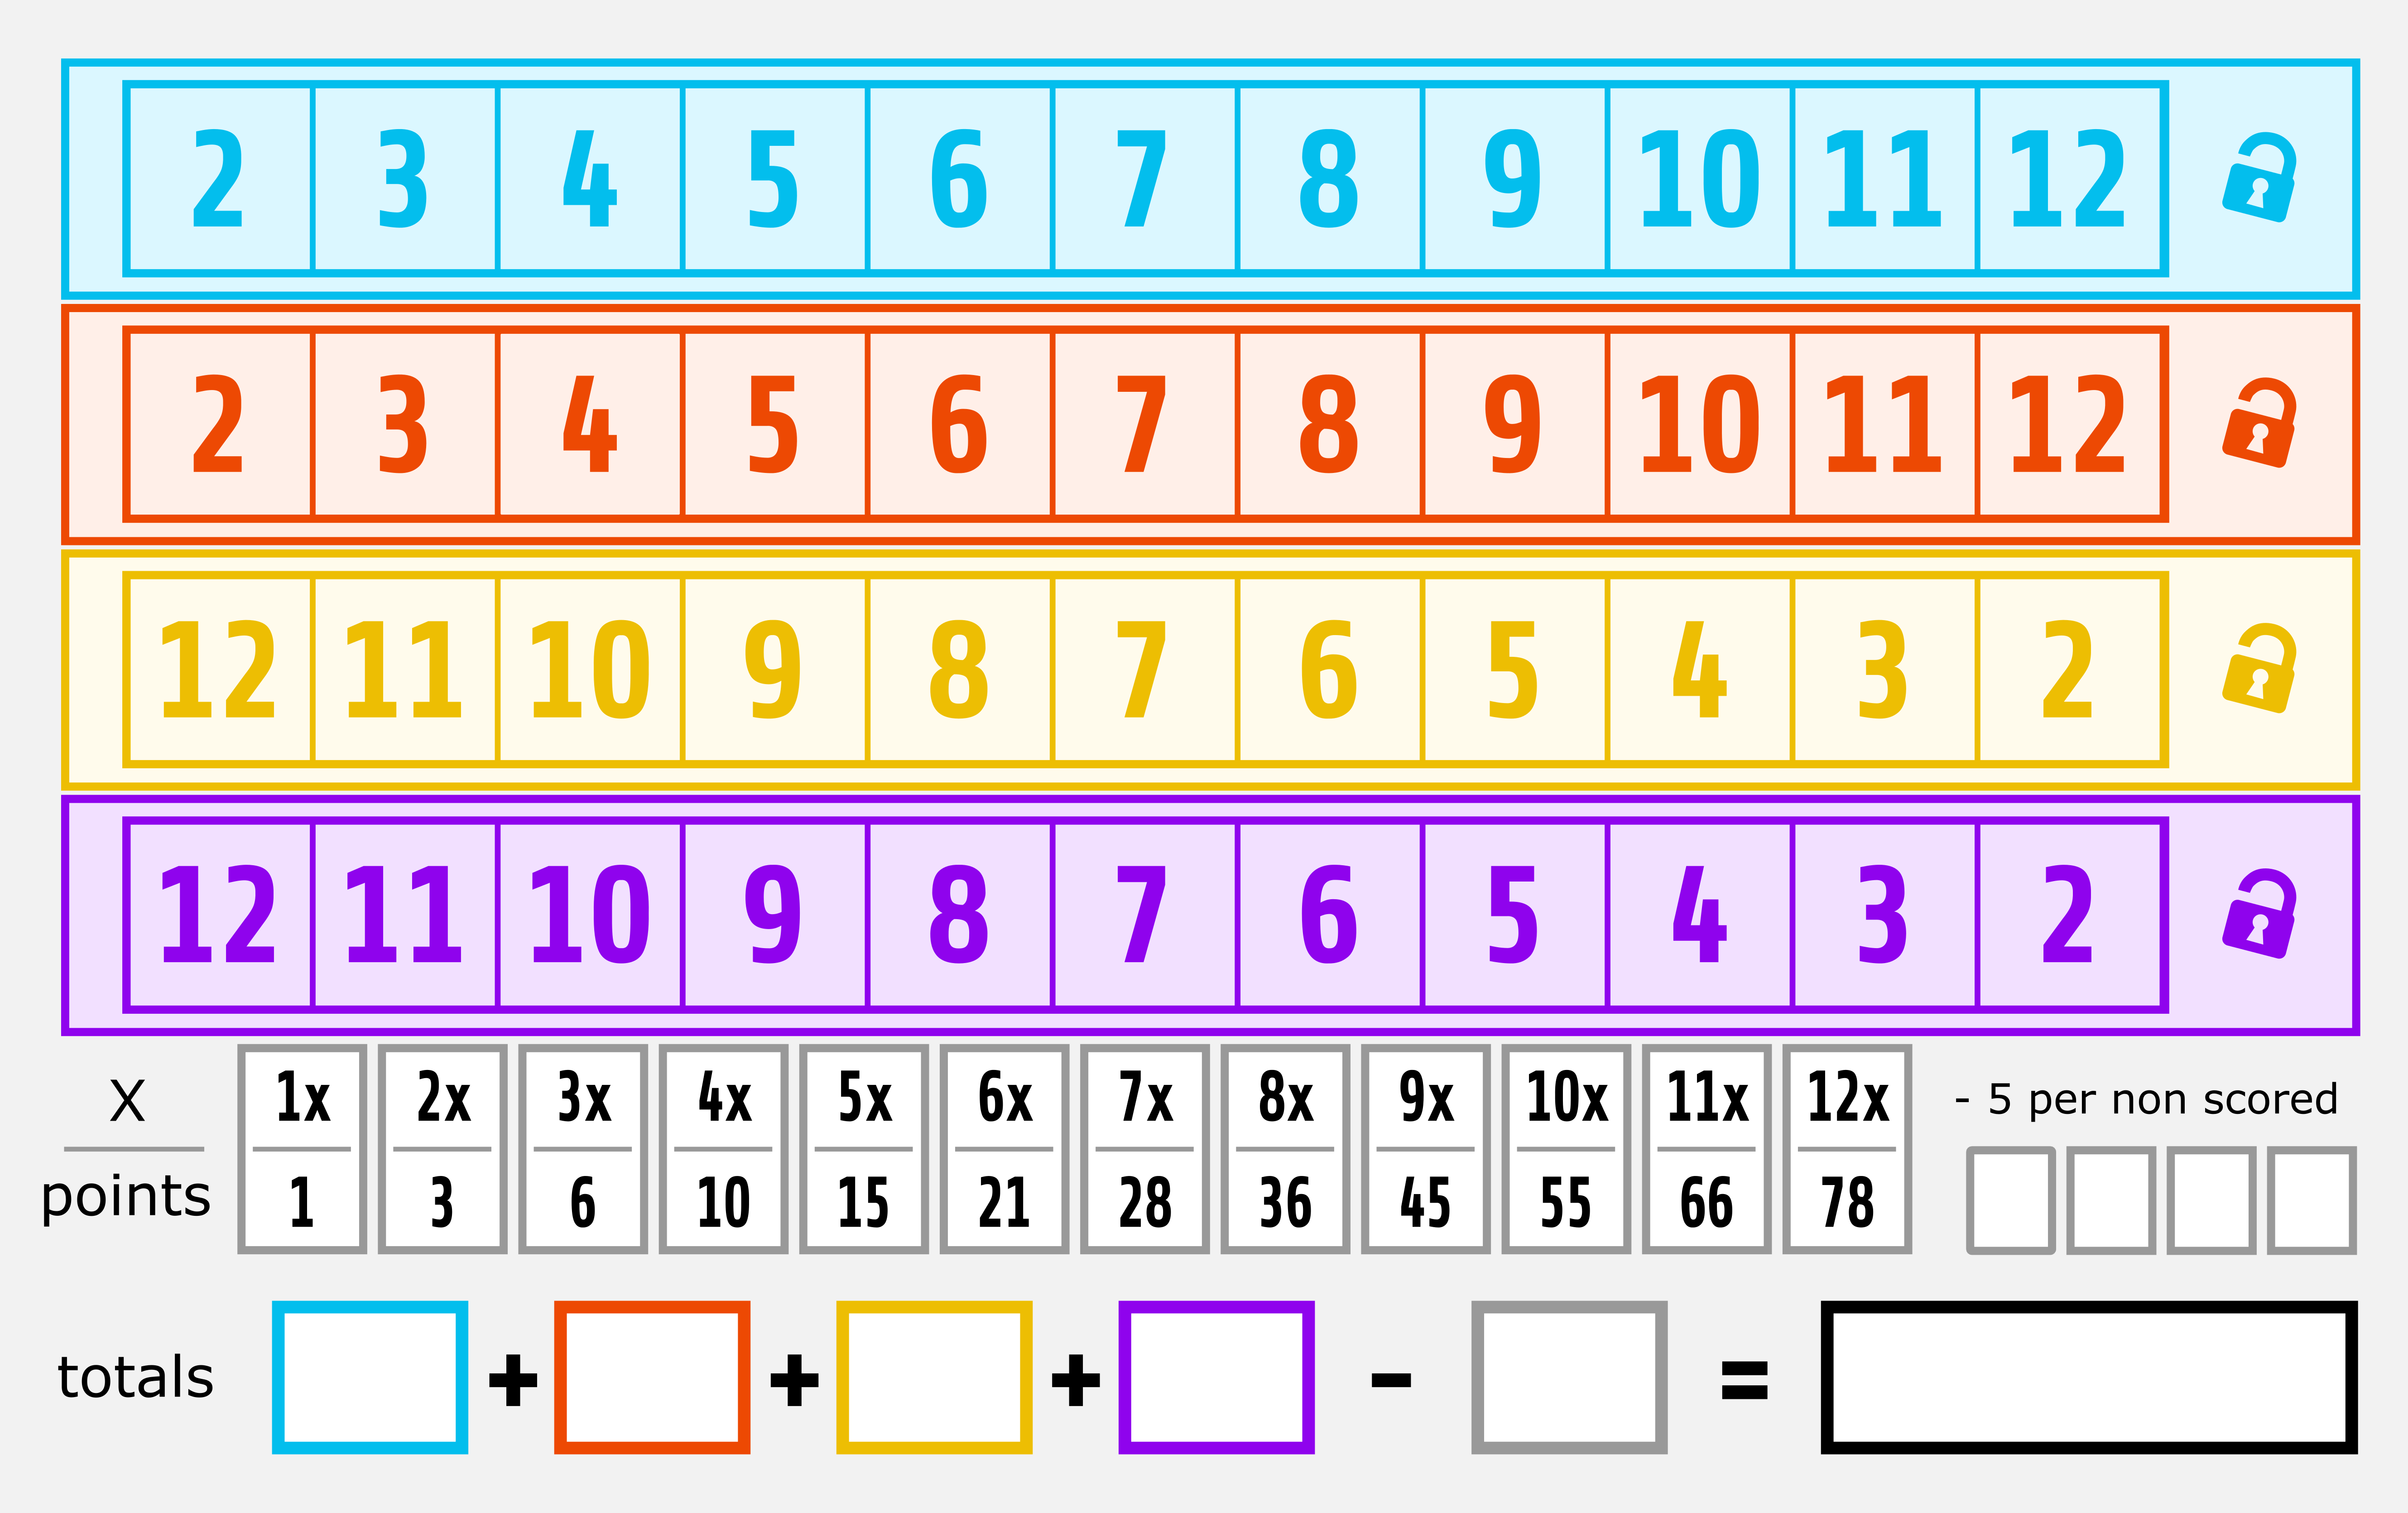 2 3 4 5 6 7 8 9 10 11 12
2 3 4 5 6 7 8 9 10 11 12
12 11 10 9 8 7 6 5 4 3 2
12 11 10 9 8 7 6 5 4 3 2
X 1x 2x 3x 4x 5x 6x 7x 8x 9x 10x 11x 12x - 5 per non scored
points 1 3 6 10 15 21 28 36 45 55 66 78
totals + + + - =